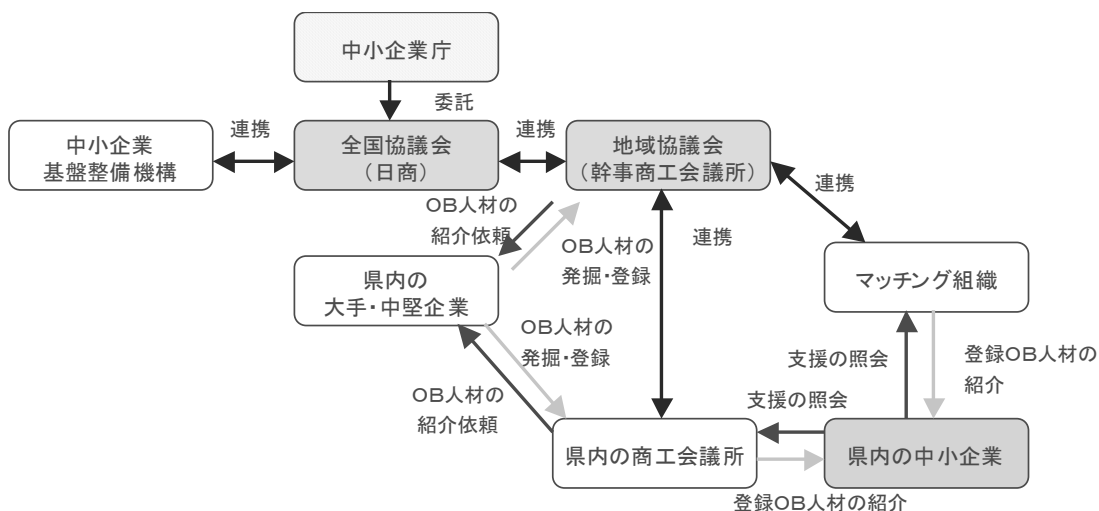 中小企業庁
委託
中小企業
基盤整備機構
連携
全国協議会
（日商）
連携
地域協議会
（幹事商工会議所）
連携
OB人材の
紹介依頼
OB人材の
発掘・登録
連携
県内の
大手・中堅企業
マッチング組織
OB人材の
発掘・登録
OB人材の
紹介依頼
支援の照会
登録OB人材の
紹介
支援の照会
県内の商工会議所
県内の中小企業
登録OB人材の紹介